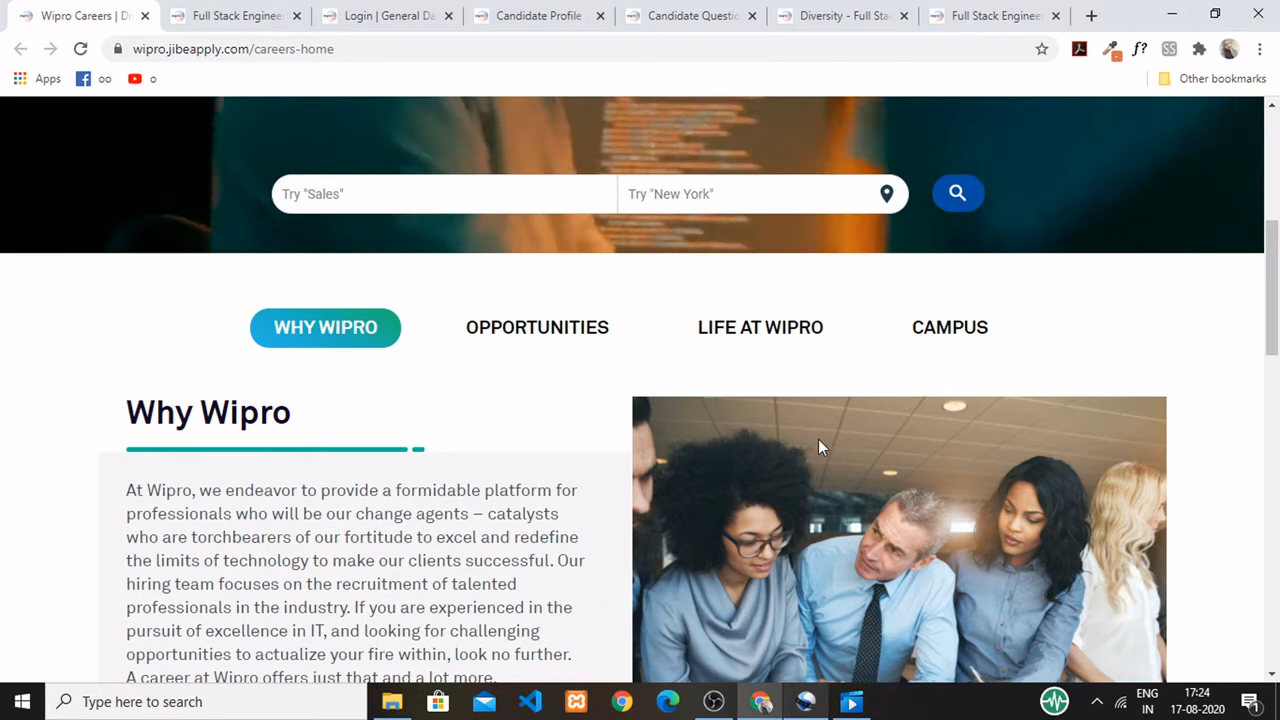 Wipro Careers | D
Full Stack Enginee
Login | General Da
Candidate Profile
Candidate Questio
Diversity - Full Sta
Full Stack Enginee
wipro.jibeapply.com/careers-home
f?
SS
Apps
oo
o
Other bookmarks
Try "Sales"
Try "New York"
WHY WIPRO
OPPORTUNITIES
LIFE AT WIPRO
CAMPUS
Why Wipro
At Wipro, we endeavor to provide a formidable platform for
professionals who will be our change agents – catalysts
who are torchbearers of our fortitude to excel and redefine
the limits of technology to make our clients successful. Our
hiring team focuses on the recruitment of talented
professionals in the industry. If you are experienced in the
pursuit of excellence in IT, and looking for challenging
opportunities to actualize your fire within, look no further.
A career at Wipro offers just that and a lot more.
Type here to search
ENG
IN
17:24
17-08-2020
1